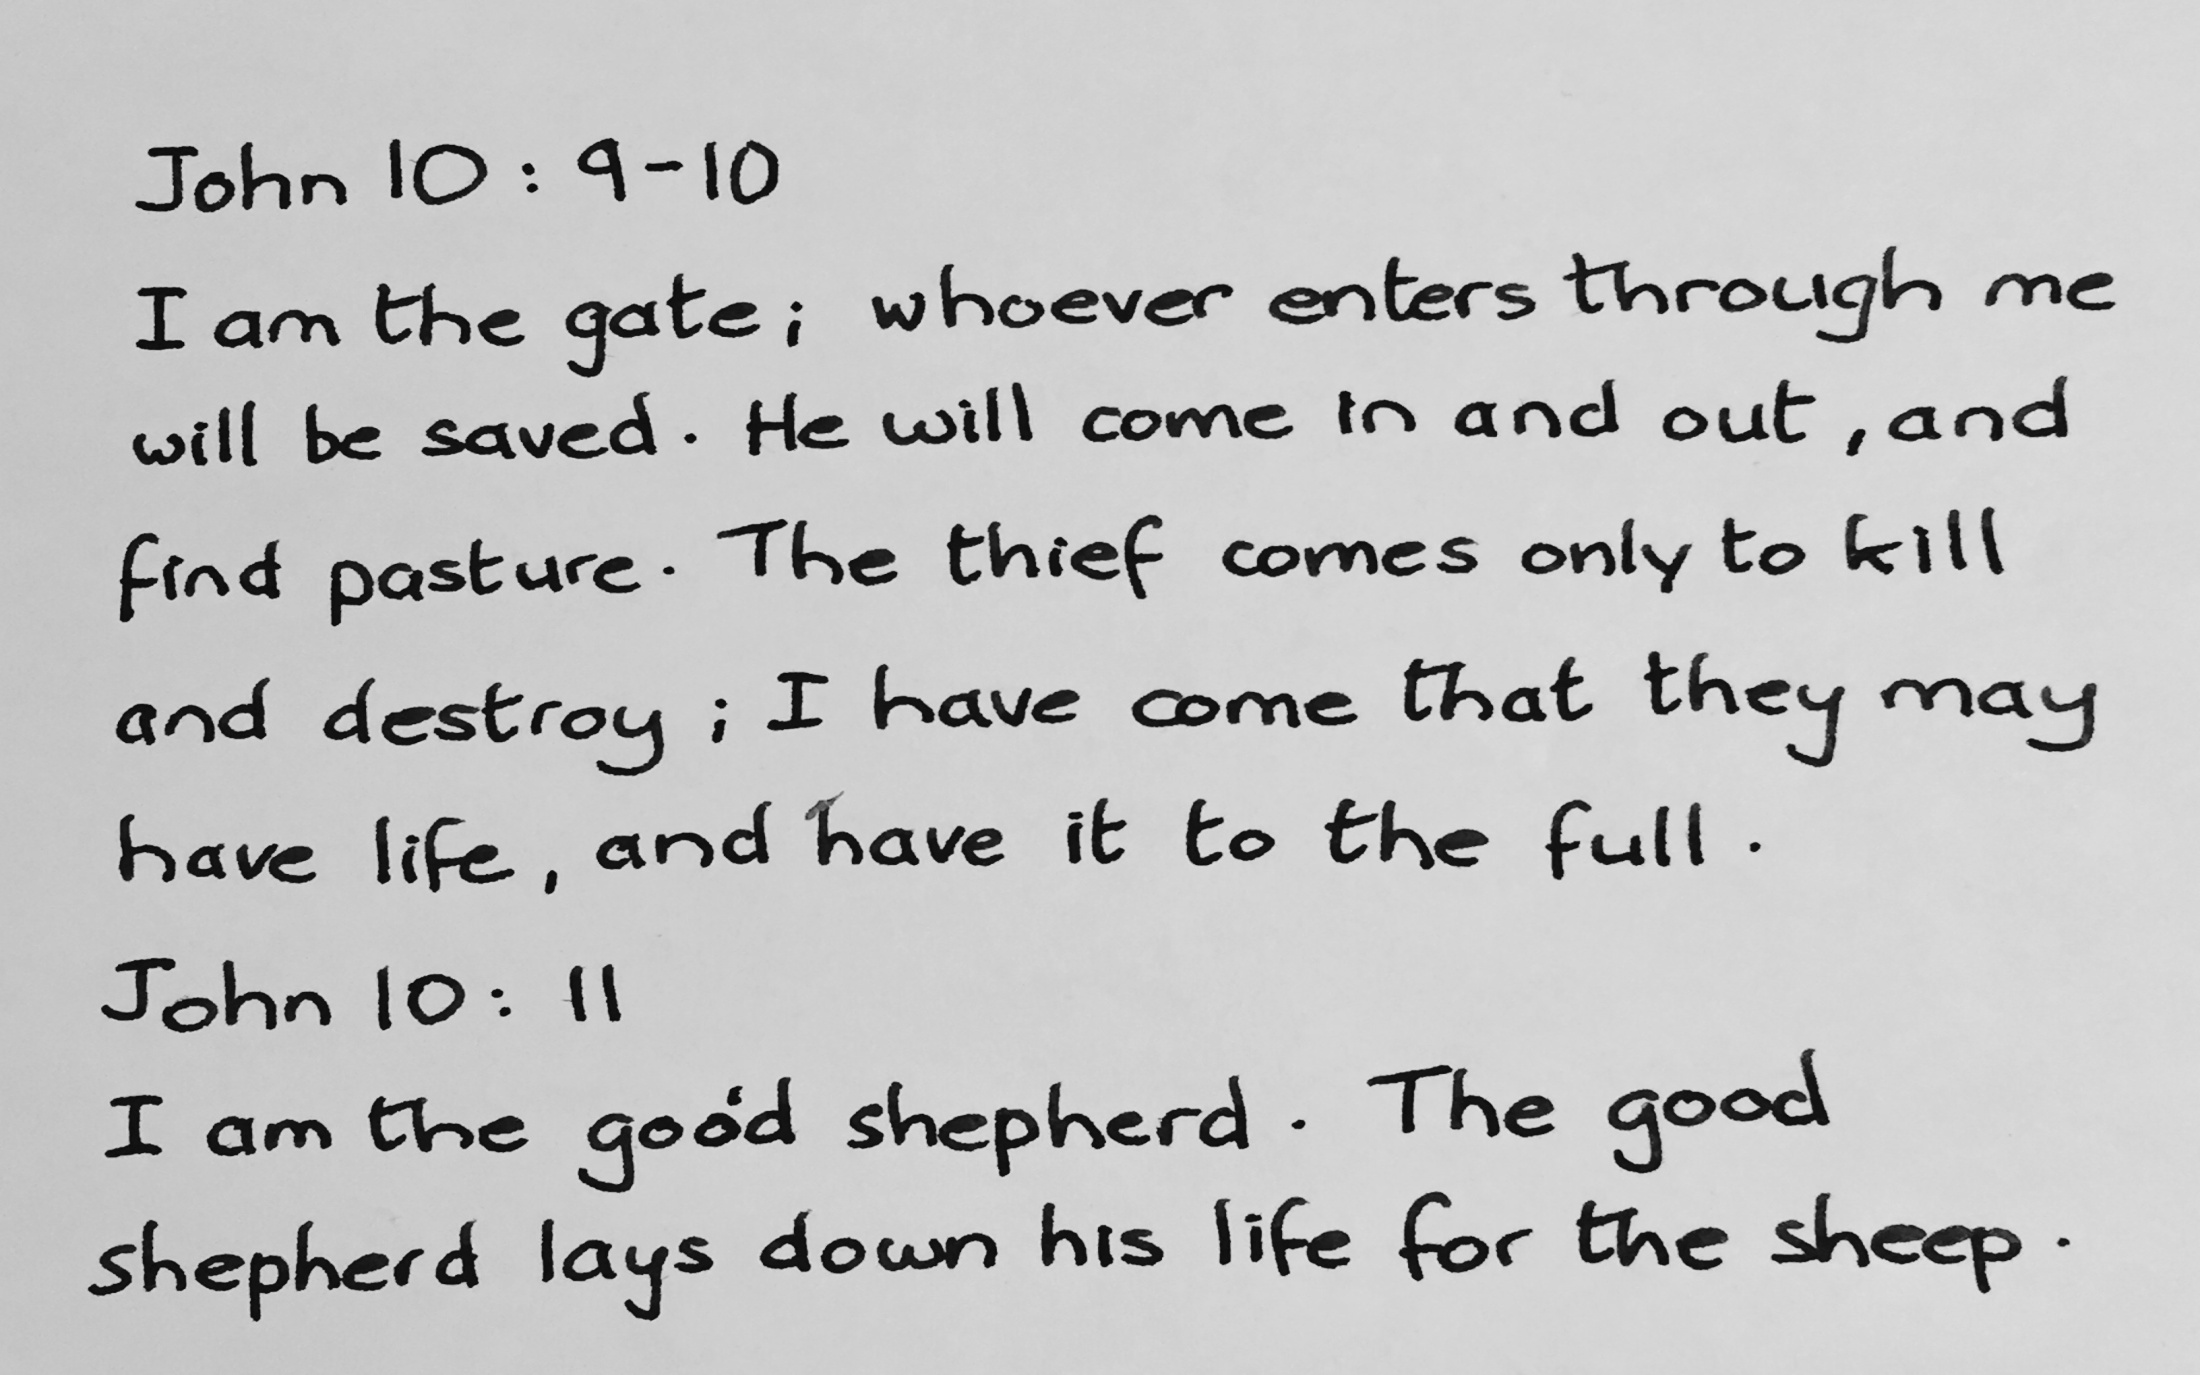 John 10 : 9-10
I am the gate; whoever enters through me
will be saved. He will come in and out, and
find pasture. The thief comes only to kill
and destroy; I have come that they may
have life, and have it to the full.
John 10: 11
I am the good shepherd. The good
shepherd lays down his life for the sheep.